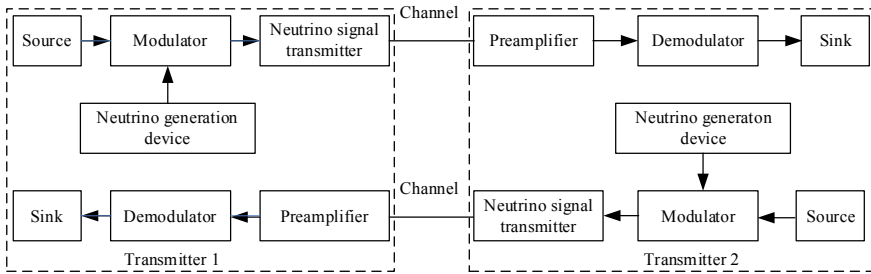 Channel
Source
Modulator
Neutrino signal
transmitter
Preamplifier
Demodulator
Sink
Neutrino generation
device
Neutrino generaton
device
Channel
Sink
Demodulator
Preamplifier
Neutrino signal
transmitter
Modulator
Source
Transmitter 1
Transmitter 2